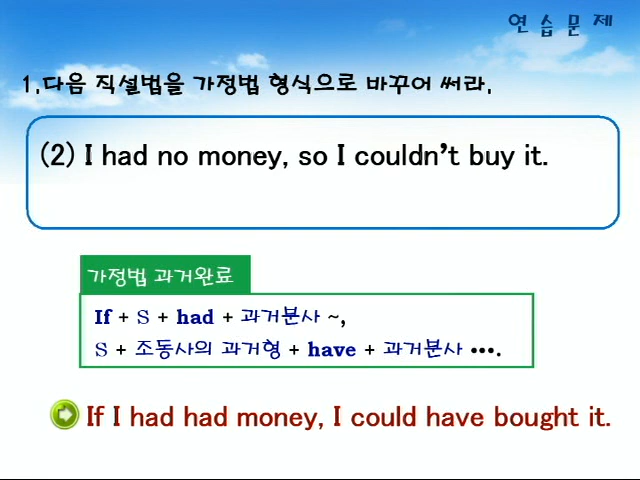 연 습 문 제
1.다음 직설법을 가정법 형식으로 바꾸어 써라.
(2) I had no money, so I couldn’t buy it.
가정법 과거완료
If + S + had + 과거분사 ~,
S + 조동사의 과거형 + have + 과거분사 ···.
If I had had money, I could have bought it.